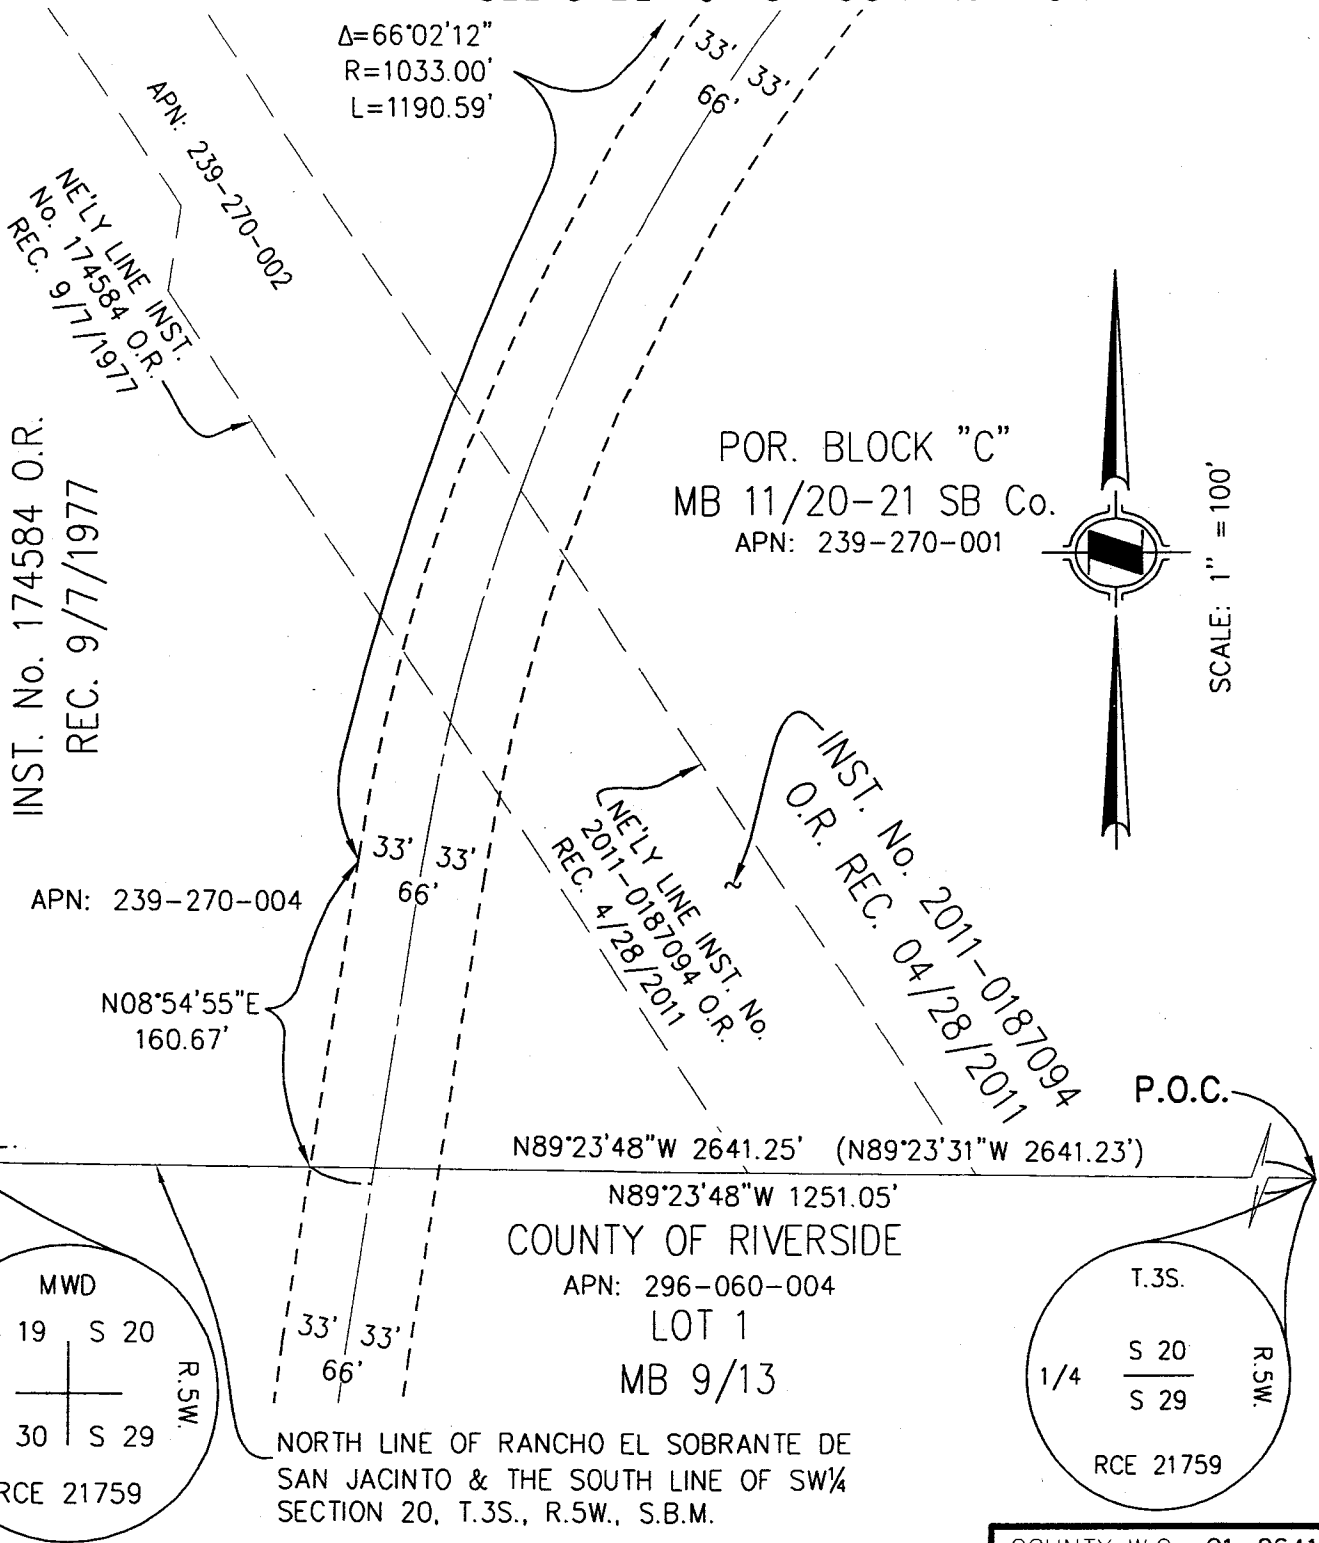 Δ=66°02'12"
R=1033.00'
L=1190.59'
33' 33'
66'
APN: 239-270-002
NE'LY LINE INST.
No. 174584 O.R.
REC. 9/7/1977
INST. No. 174584 O.R.
REC. 9/7/1977
POR. BLOCK "C"
MB 11/20-21 SB Co.
APN: 239-270-001
SCALE: 1" = 100'
INST. No. 2011-0187094
O.R. REC. 04/28/2011
NE'LY LINE INST. No.
2011-0187094 O.R.
REC. 4/28/2011
33' 33'
66'
APN: 239-270-004
N08°54'55"E
160.67'
P.O.C.
N89°23'48"W 2641.25' (N89°23'31"W 2641.23')
N89°23'48"W 1251.05'
COUNTY OF RIVERSIDE
APN: 296-060-004
LOT 1
MB 9/13
33' 33'
66'
MWD
19 S 20
30 S 29
R.5W.
RCE 21759
T.3S.
1/4 S 20
S 29
R.5W.
RCE 21759
NORTH LINE OF RANCHO EL SOBRANTE DE
SAN JACINTO & THE SOUTH LINE OF SW¼
SECTION 20, T.3S., R.5W., S.B.M.